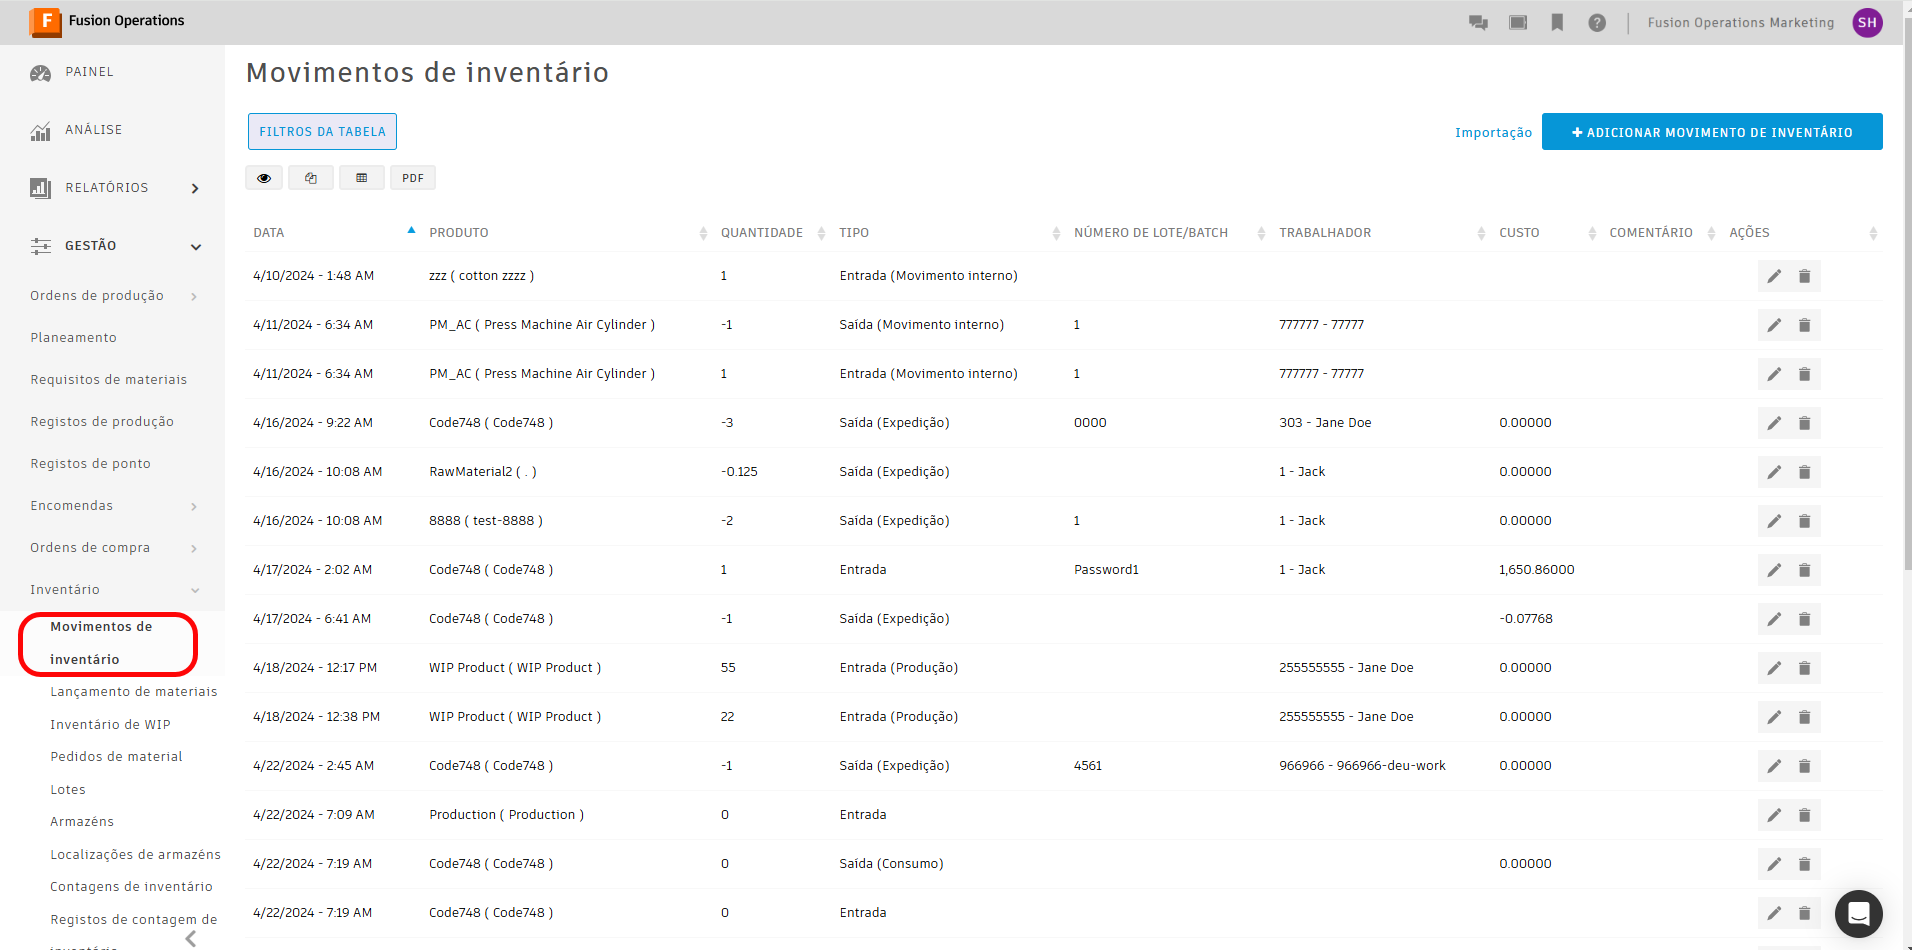 F Fusion Operations
Fusion Operations Marketing SH
PAINEL
ANÁLISE
RELATÓRIOS
GESTÃO
Ordens de produção
Planeamento
Requisitos de materiais
Registos de produção
Registos de ponto
Encomendas
Ordens de compra
Inventário
Movimentos de
inventário
Lançamento de materiais
Inventário de WIP
Pedidos de material
Lotes
Armazéns
Localizações de armazéns
Contagens de inventário
Registos de contagem de
inventário
Movimentos de inventário
FILTROS DA TABELA
Importação
+ ADICIONAR MOVIMENTO DE INVENTÁRIO
PDF
DATA PRODUTO QUANTIDADE TIPO NÚMERO DE LOTE/BATCH TRABALHADOR CUSTO COMENTÁRIO AÇÕES
4/10/2024 - 1:48 AM zzz ( cotton zzzz ) 1 Entrada (Movimento interno)
4/11/2024 - 6:34 AM PM_AC ( Press Machine Air Cylinder ) -1 Saída (Movimento interno) 1 777777 - 77777
4/11/2024 - 6:34 AM PM_AC ( Press Machine Air Cylinder ) 1 Entrada (Movimento interno) 1 777777 - 77777
4/16/2024 - 9:22 AM Code748 ( Code748 ) -3 Saída (Expedição) 0000 303 - Jane Doe 0.00000
4/16/2024 - 10:08 AM RawMaterial2 ( . ) -0.125 Saída (Expedição) 1 - Jack 0.00000
4/16/2024 - 10:08 AM 8888 ( test-8888 ) -2 Saída (Expedição) 1 1 - Jack 0.00000
4/17/2024 - 2:02 AM Code748 ( Code748 ) 1 Entrada Password1 1 - Jack 1,650.86000
4/17/2024 - 6:41 AM Code748 ( Code748 ) -1 Saída (Expedição) -0.07768
4/18/2024 - 12:17 PM WIP Product ( WIP Product ) 55 Entrada (Produção) 255555555 - Jane Doe 0.00000
4/18/2024 - 12:38 PM WIP Product ( WIP Product ) 22 Entrada (Produção) 255555555 - Jane Doe 0.00000
4/22/2024 - 2:45 AM Code748 ( Code748 ) -1 Saída (Expedição) 4561 966966 - 966966-deu-work 0.00000
4/22/2024 - 7:09 AM Production ( Production ) 0 Entrada
4/22/2024 - 7:19 AM Code748 ( Code748 ) 0 Saída (Consumo) 0.00000
4/22/2024 - 7:19 AM Code748 ( Code748 ) 0 Entrada